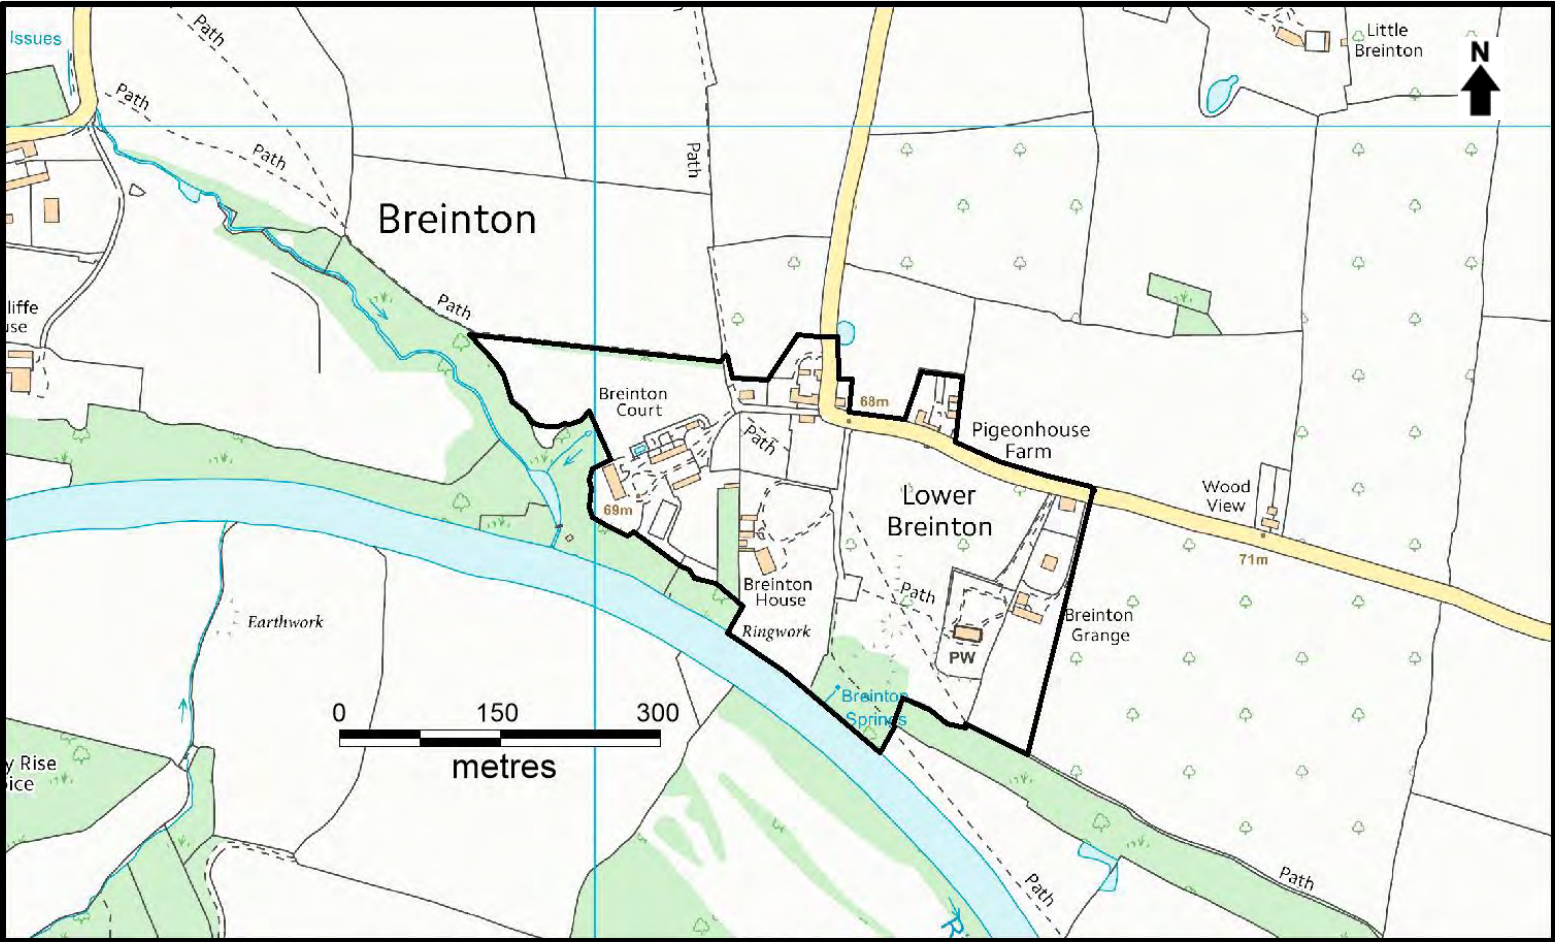 Issues
Path
Path
Path
Path
Little
Breinton
N
Breinton
liffe
use
Path
Breinton
Court
68m
Pigeonhouse
Farm
Path
Wood
View
Lower
Breinton
69m
71m
Breinton
House
Path
Earthwork
Ringwork
Breinton
Grange
PW
Breinton
Springs
0 150 300
metres
y Rise
oice
Path
Path
Ri